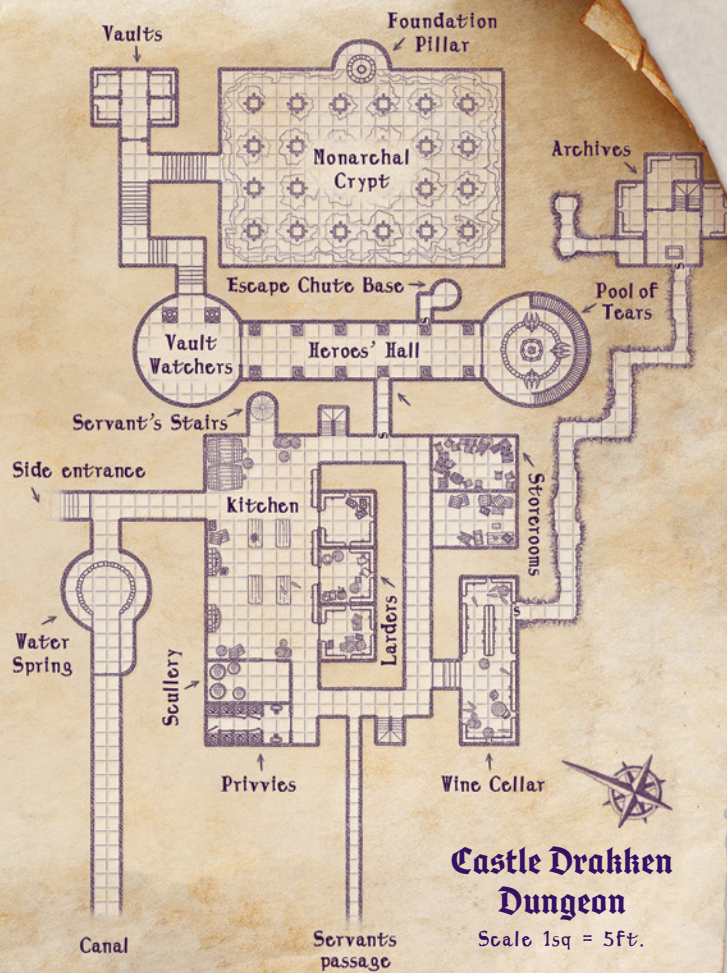 Foundation
Pillar
Vaults
Monarchal
Crypt
Archives
Escape Chute Base
Pool of
Tears
S
S
Vault
Watchers
Heroes' Hall
Servant's Stairs
S
Side entrance
Kitchen
Storerooms
Larders
S
Water
Spring
Scullery
Privvies
Wine Cellar
Castle Drakken
Dungeon
Scale 1sq = 5ft.
Canal
Servants
passage